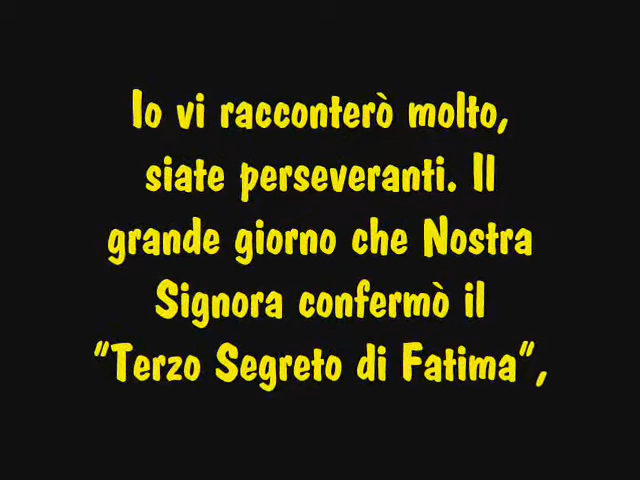 Io vi racconterò molto,
siate perseveranti. Il
grande giorno che Nostra
Signora confermò il
"Terzo Segreto di Fatima",